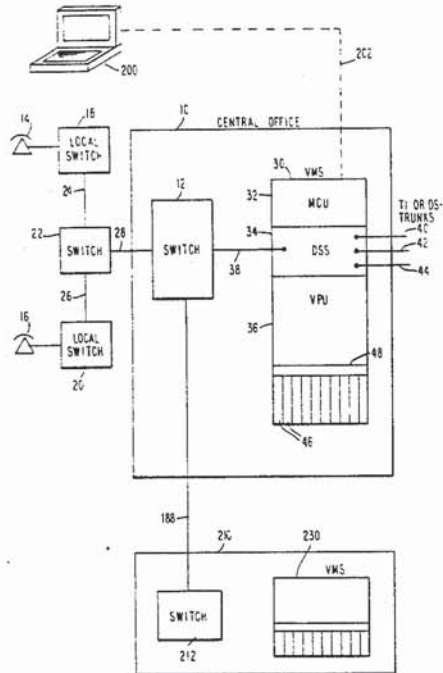 200
202
10
CENTRAL OFFICE
14
LOCAL
SWITCH
30
VMS
32
MCU
12
24
34
T1 OR DS-
TRUNKS
40
22
SWITCH
28
SWITCH
DSS
42
38
44
26
VPU
16
36
48
LOCAL
SWITCH
20
46
188
210
230
VMS
SWITCH
212